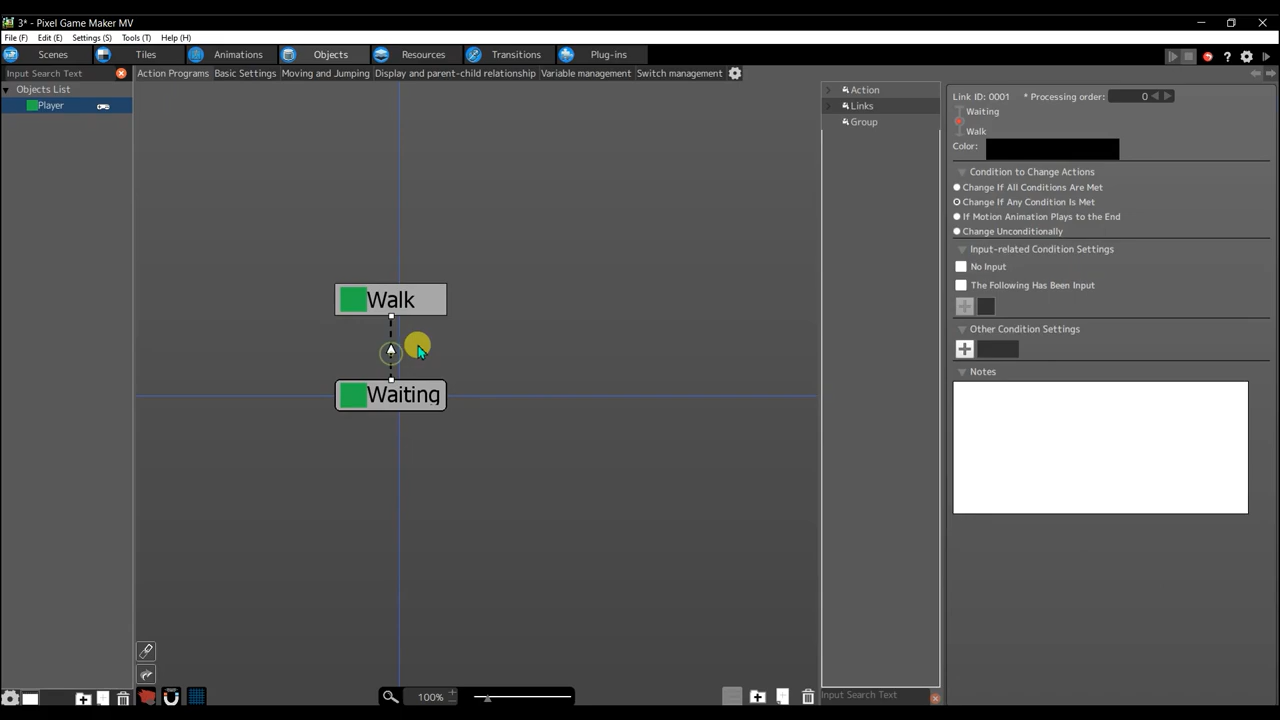 3* - Pixel Game Maker MV
File (F) Edit (E) Settings (S) Tools (T) Help (H)
Scenes Tiles Animations Objects Resources Transitions Plug-ins
Input Search Text
Action Programs Basic Settings Moving and Jumping Display and parent-child relationship Variable management Switch management
Objects List
Player
Walk
Waiting
100%
Action
Links
Group
Input Search Text
Link ID: 0001 * Processing order: 0
Waiting
Walk
Color:
Condition to Change Actions
Change If All Conditions Are Met
Change If Any Condition Is Met
If Motion Animation Plays to the End
Change Unconditionally
Input-related Condition Settings
No Input
The Following Has Been Input
Other Condition Settings
Notes